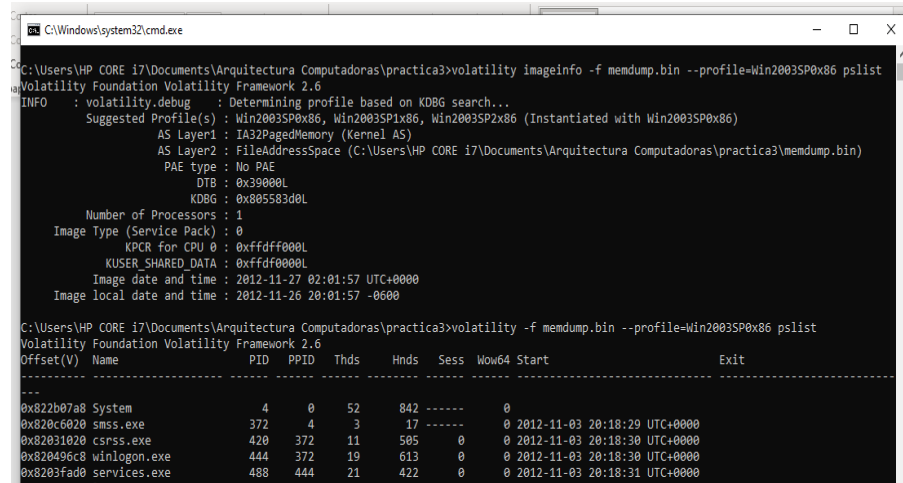 C:\Windows\system32\cmd.exe
C:\Users\HP CORE i7\Documents\Arquitectura Computadoras\practica3>volatility imageinfo -f memdump.bin --profile=Win2003SP0x86 pslist
Volatility Foundation Volatility Framework 2.6
INFO    : volatility.debug    : Determining profile based on KDBG search...
Suggested Profile(s) : Win2003SP0x86, Win2003SP1x86, Win2003SP2x86 (Instantiated with Win2003SP0x86)
AS Layer1 : IA32PagedMemory (Kernel AS)
AS Layer2 : FileAddressSpace (C:\Users\HP CORE i7\Documents\Arquitectura Computadoras\practica3\memdump.bin)
PAE type : No PAE
DTB : 0x39000L
KDBG : 0x805583d0L
Number of Processors : 1
Image Type (Service Pack) : 0
KPCR for CPU 0 : 0xffdff000L
KUSER_SHARED_DATA : 0xffdf0000L
Image date and time : 2012-11-27 02:01:57 UTC+0000
Image local date and time : 2012-11-26 20:01:57 -0600
C:\Users\HP CORE i7\Documents\Arquitectura Computadoras\practica3>volatility -f memdump.bin --profile=Win2003SP0x86 pslist
Volatility Foundation Volatility Framework 2.6
Offset(V)  Name                    PID   PPID   Thds     Hnds   Sess  Wow64 Start                          Exit
---------- -------------------- ------ ------ ------ -------- ------ ------ ------------------------------ ---------------------------
---
0x822b07a8 System                    4      0     52      842 ------      0
0x820c6020 smss.exe                372      4      3       17 ------      0 2012-11-03 20:18:29 UTC+0000
0x82031020 csrss.exe               420    372     11      505      0      0 2012-11-03 20:18:30 UTC+0000
0x820496c8 winlogon.exe            444    372     19      613      0      0 2012-11-03 20:18:30 UTC+0000
0x8203fad0 services.exe            488    444     21      422      0      0 2012-11-03 20:18:31 UTC+0000